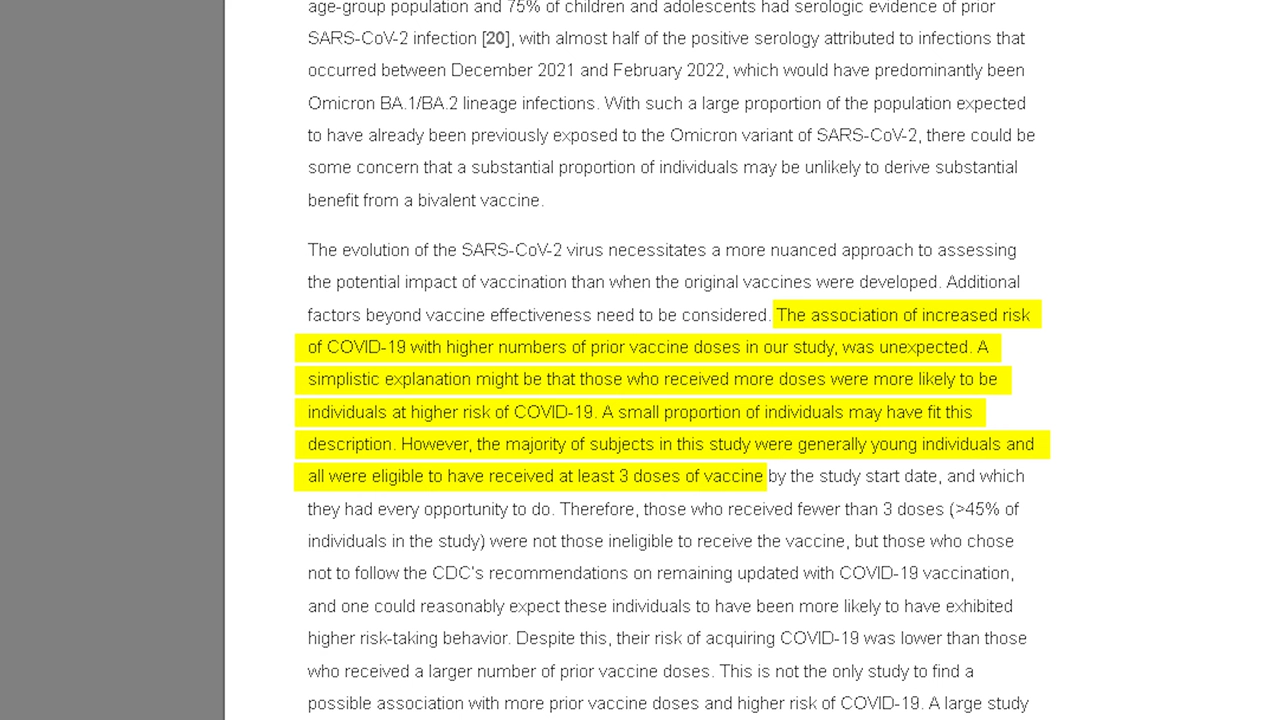 age-group population and 75% of children and adolescents had serologic evidence of prior
SARS-CoV-2 infection [20], with almost half of the positive serology attributed to infections that
occurred between December 2021 and February 2022, which would have predominantly been
Omicron BA.1/BA.2 lineage infections. With such a large proportion of the population expected
to have already been previously exposed to the Omicron variant of SARS-CoV-2, there could be
some concern that a substantial proportion of individuals may be unlikely to derive substantial
benefit from a bivalent vaccine.
The evolution of the SARS-CoV-2 virus necessitates a more nuanced approach to assessing
the potential impact of vaccination than when the original vaccines were developed. Additional
factors beyond vaccine effectiveness need to be considered. The association of increased risk
of COVID-19 with higher numbers of prior vaccine doses in our study, was unexpected. A
simplistic explanation might be that those who received more doses were more likely to be
individuals at higher risk of COVID-19. A small proportion of individuals may have fit this
description. However, the majority of subjects in this study were generally young individuals and
all were eligible to have received at least 3 doses of vaccine by the study start date, and which
they had every opportunity to do. Therefore, those who received fewer than 3 doses (>45% of
individuals in the study) were not those ineligible to receive the vaccine, but those who chose
not to follow the CDC's recommendations on remaining updated with COVID-19 vaccination,
and one could reasonably expect these individuals to have been more likely to have exhibited
higher risk-taking behavior. Despite this, their risk of acquiring COVID-19 was lower than those
who received a larger number of prior vaccine doses. This is not the only study to find a
possible association with more prior vaccine doses and higher risk of COVID-19. A large study